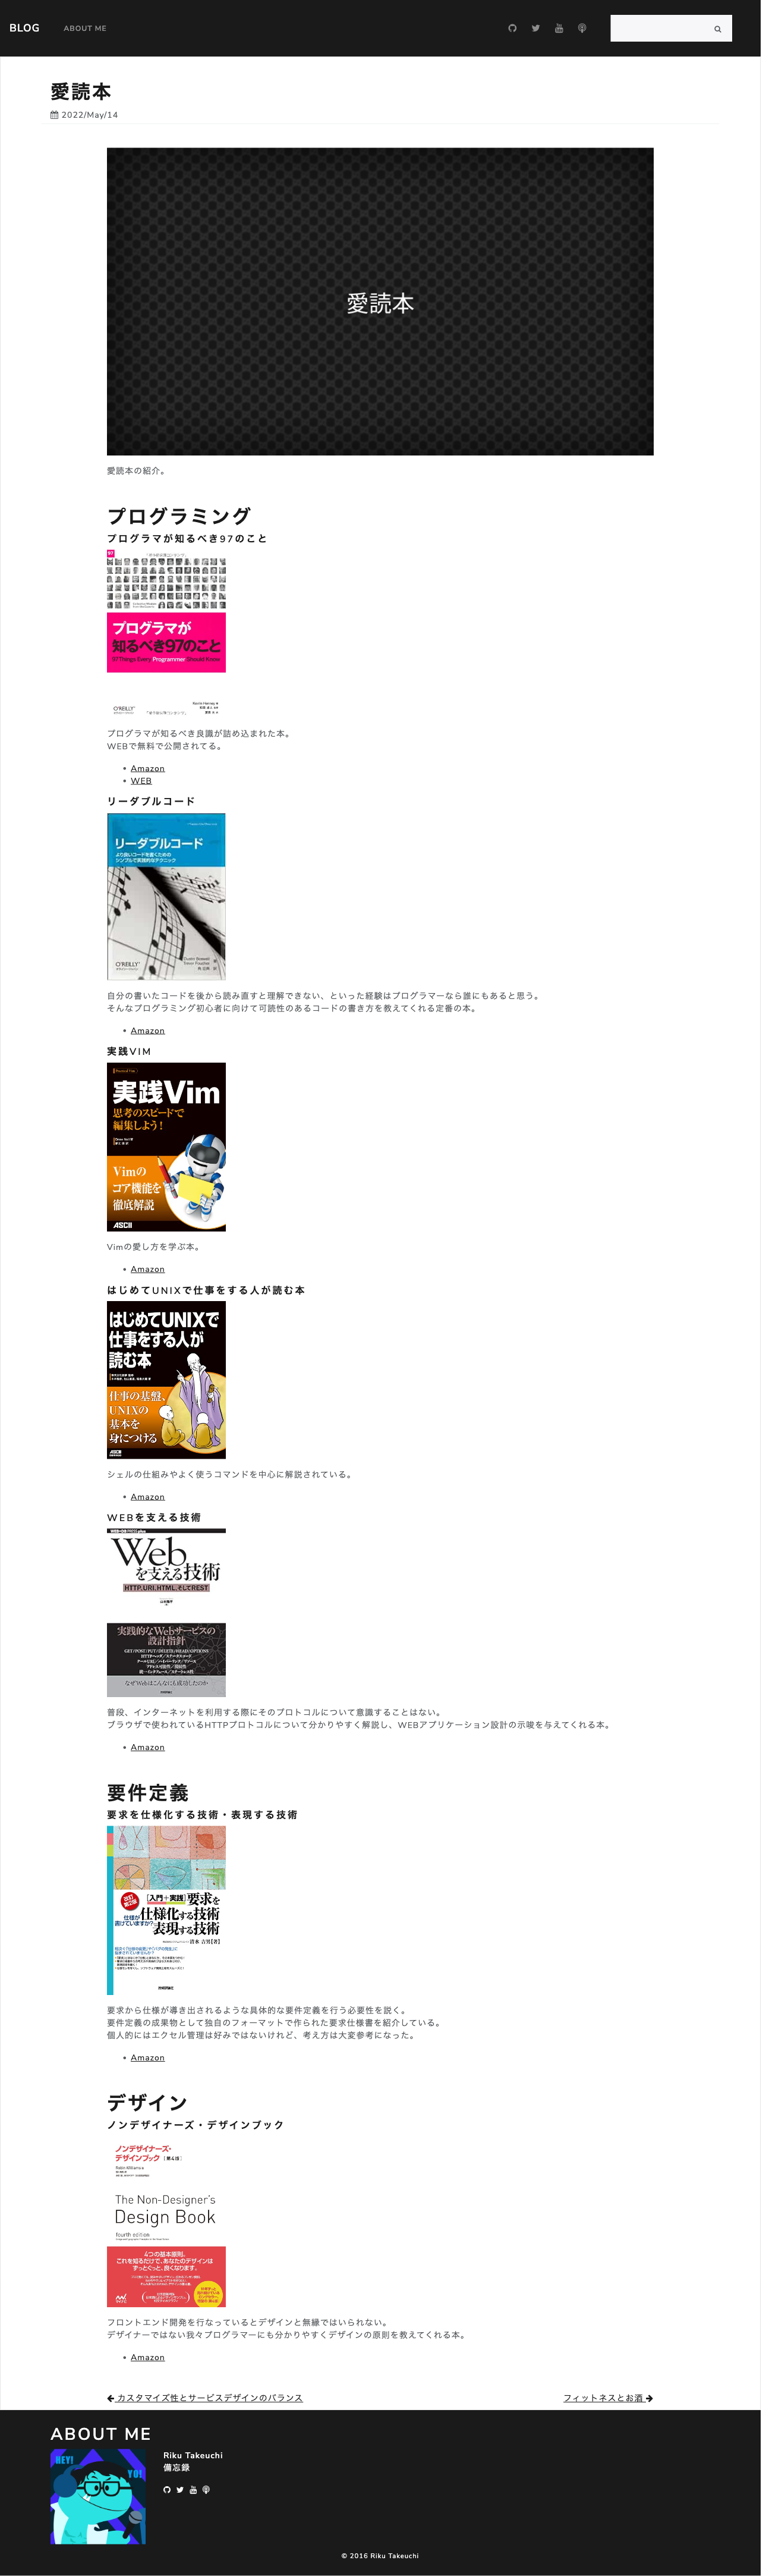 BLOG
ABOUT ME
愛読本
2022/May/14
愛読本
愛読本の紹介。
プログラミング
プログラマが知るべき97のこと
97
プログラマが
知るべき97のこと
97 Things Every Programmer Should Know
O'REILLY
プログラマが知るべき良識が詰め込まれた本。
WEBで無料で公開されてる。
• Amazon
• WEB
リーダブルコード
リーダブルコード
より良いコードを書くための
シンプルで実践的なテクニック
O'REILLY
自分の書いたコードを後から読み直すと理解できない、といった経験はプログラマーなら誰にもあると思う。
そんなプログラミング初心者に向けて可読性のあるコードの書き方を教えてくれる定番の本。
• Amazon
実践VIM
実践Vim
思考のスピードで
編集しよう!
Vimの
コア機能を
徹底解説
ASCII
Vimの愛し方を学ぶ本。
• Amazon
はじめてUNIXで仕事をする人が読む本
はじめてUNIXで
仕事をする人が
読む本
仕事の基盤、
UNIXの
基本を
身につける
ASCII
シェルの仕組みやよく使うコマンドを中心に解説されている。
• Amazon
WEBを支える技術
WEB+DB PRESS plus
Web
を支える技術
HTTP、URI、HTML、そしてREST
実践的なWebサービスの
設計指針
GET/POST/PUT/DELETE/HEAD/OPTIONS
なぜWebはこんなにも成功したのか
普段、インターネットを利用する際にそのプロトコルについて意識することはない。
ブラウザで使われているHTTPプロトコルについて分かりやすく解説し、WEBアプリケーション設計の示唆を与えてくれる本。
• Amazon
要件定義
要求を仕様化する技術・表現する技術
[入門+実践]要求を
仕様化する技術
表現する技術
仕様が
書けていますか?
清水 吉男[著]
要求から仕様が導き出されるような具体的な要件定義を行う必要性を説く。
要件定義の成果物として独自のフォーマットで作られた要求仕様書を紹介している。
個人的にはエクセル管理は好みではないけれど、考え方は大変参考になった。
• Amazon
デザイン
ノンデザイナーズ・デザインブック
ノンデザイナーズ・
デザインブック [第4版]
The Non-Designer's
Design Book
fourth edition
4つの基本原則。
これを知るだけで、あなたのデザインは
ずっとぐっと、良くなります。
フロントエンド開発を行なっているとデザインと無縁ではいられない。
デザイナーではない我々プログラマーにも分かりやすくデザインの原則を教えてくれる本。
• Amazon
カスタマイズ性とサービスデザインのバランス
フィットネスとお酒
ABOUT ME
HEY!
YO!
Riku Takeuchi
備忘録
© 2016 Riku Takeuchi